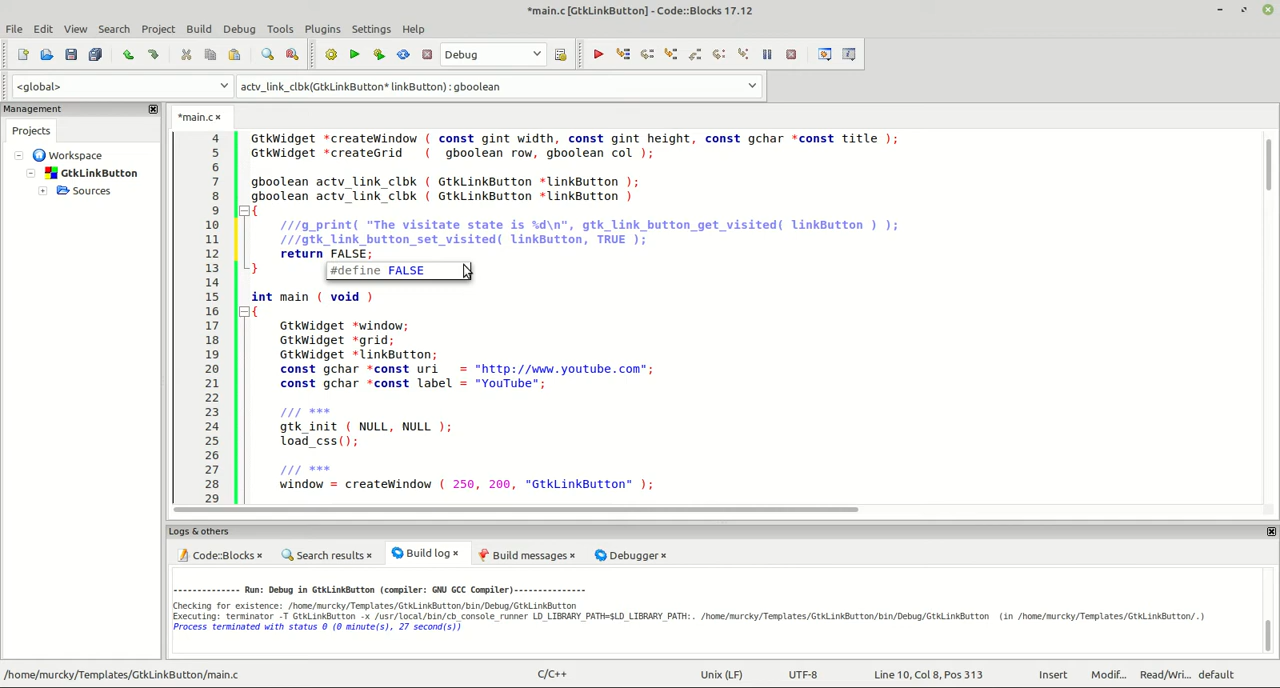 *main.c [GtkLinkButton] - Code::Blocks 17.12
File Edit View Search Project Build Debug Tools Plugins Settings Help
Debug
<global> actv_link_clbk(GtkLinkButton* linkButton) : gboolean
Management
Projects
Workspace
GtkLinkButton
Sources
*main.c
4 GtkWidget *createWindow ( const gint width, const gint height, const gchar *const title );
5 GtkWidget *createGrid   (  gboolean row, gboolean col );
6
7 gboolean actv_link_clbk ( GtkLinkButton *linkButton );
8 gboolean actv_link_clbk ( GtkLinkButton *linkButton )
9 {
10     ///g_print( "The visitate state is %d\n", gtk_link_button_get_visited( linkButton ) );
11     ///gtk_link_button_set_visited( linkButton, TRUE );
12     return FALSE;
#define FALSE
13 }
14
15 int main ( void )
16 {
17     GtkWidget *window;
18     GtkWidget *grid;
19     GtkWidget *linkButton;
20     const gchar *const uri   = "http://www.youtube.com";
21     const gchar *const label = "YouTube";
22
23     /// ***
24     gtk_init ( NULL, NULL );
25     load_css();
26
27     /// ***
28     window = createWindow ( 250, 200, "GtkLinkButton" );
29
Logs & others
Code::Blocks Search results Build log Build messages Debugger
-------------- Run: Debug in GtkLinkButton (compiler: GNU GCC Compiler)---------------
Checking for existence: /home/murcky/Templates/GtkLinkButton/bin/Debug/GtkLinkButton
Executing: terminator -T GtkLinkButton -x /usr/local/bin/cb_console_runner LD_LIBRARY_PATH=$LD_LIBRARY_PATH:. /home/murcky/Templates/GtkLinkButton/bin/Debug/GtkLinkButton  (in /home/murcky/Templates/GtkLinkButton/.)
Process terminated with status 0 (0 minute(s), 27 second(s))
/home/murcky/Templates/GtkLinkButton/main.c C/C++ Unix (LF) UTF-8 Line 10, Col 8, Pos 313 Insert Modif... Read/Wri... default